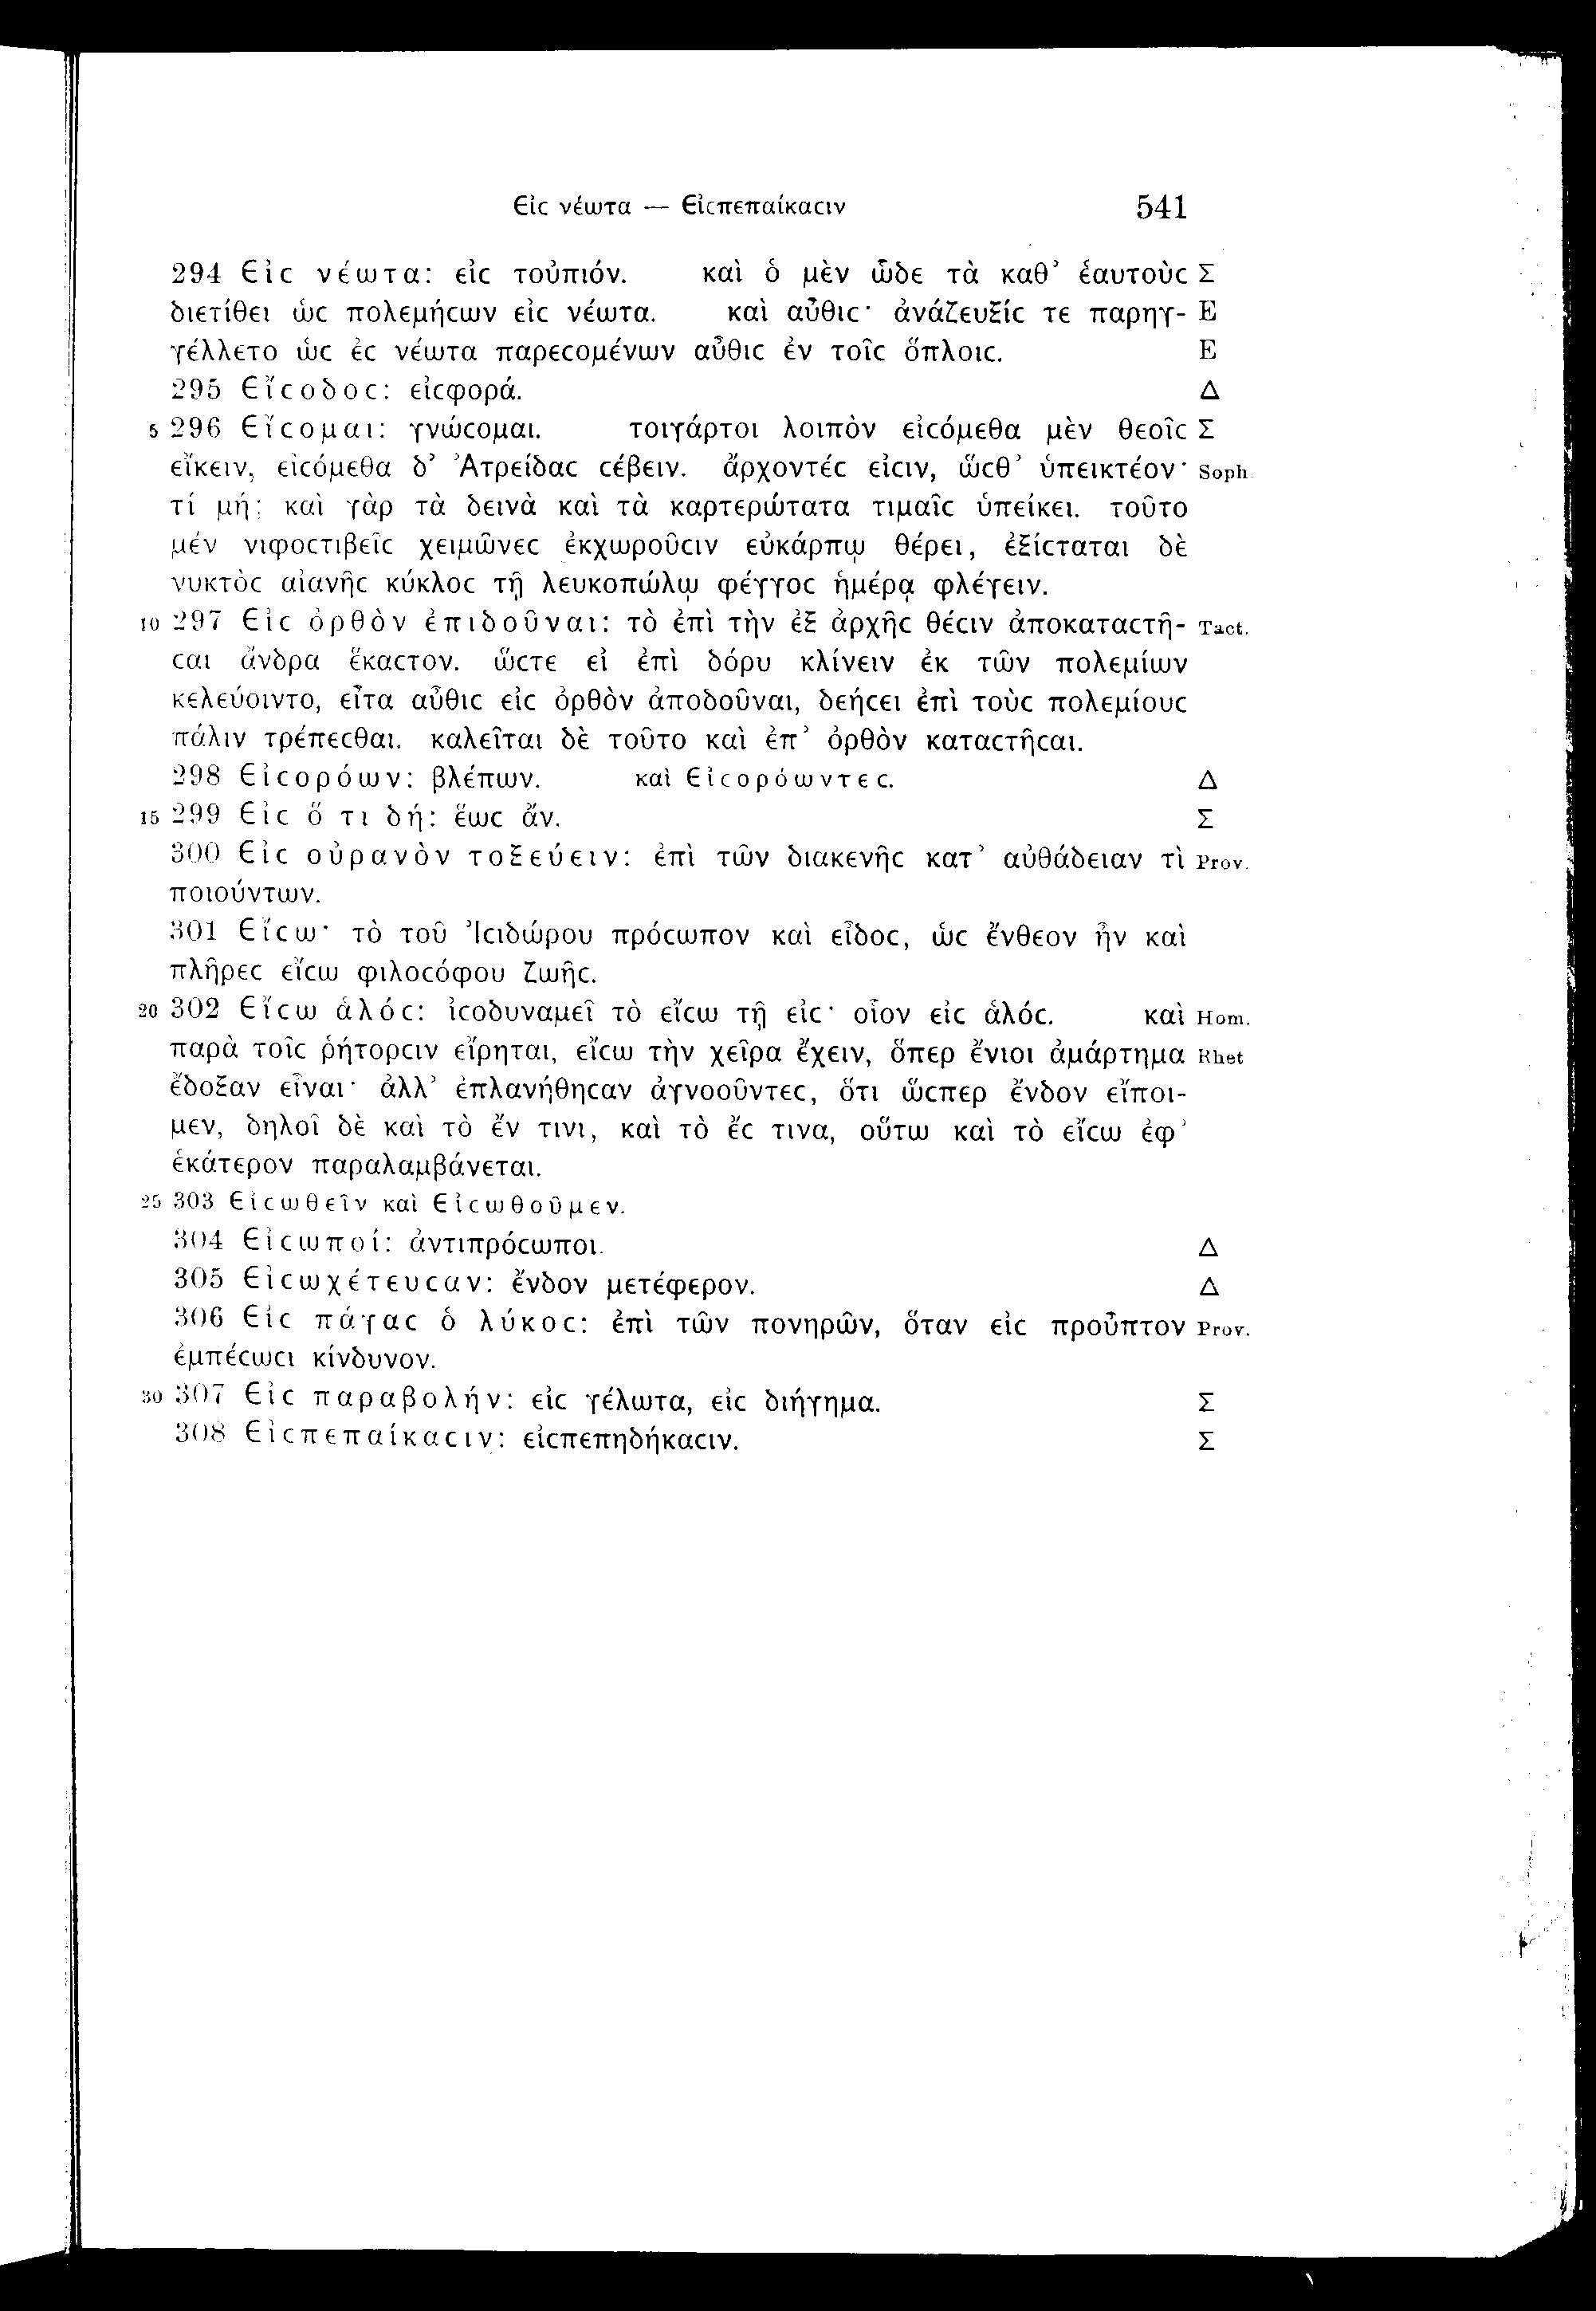 Εἰϲ νέωτα — Εἰϲπεπαίκαϲιν 541
294 Εἰϲ νέωτα: εἰϲ τοὐπιόν. καὶ ὁ μὲν ὧδε τὰ καθ’ ἑαυτοὺϲ Σ
διετίθει ὡϲ πολεμήϲων εἰϲ νέωτα. καὶ αὖθιϲ· ἀνάζευξίϲ τε παρηγ- E
γέλλετο ὡϲ ἐϲ νέωτα παρεϲομένων αὖθιϲ ἐν τοῖϲ ὅπλοιϲ. E
295 Εἴϲοδοϲ: εἰϲφορά. Δ
5 296 Εἴϲομαι: γνώϲομαι. τοιγάρτοι λοιπὸν εἰϲόμεθα μὲν θεοῖϲ Σ
εἴκειν, εἰϲόμεθα δ’ Ἀτρείδαϲ ϲέβειν. ἄρχοντέϲ εἰϲιν, ὥϲθ’ ὑπεικτέον· Soph.
τί μή; καὶ γὰρ τὰ δεινὰ καὶ τὰ καρτερώτατα τιμαῖϲ ὑπείκει. τοῦτο
μέν νιφοϲτιβεῖϲ χειμῶνεϲ ἐκχωροῦϲιν εὐκάρπῳ θέρει, ἐξίϲταται δὲ
νυκτὸϲ αἰανῆϲ κύκλοϲ τῇ λευκοπώλῳ φέγγοϲ ἡμέρᾳ φλέγειν.
10 297 Εἰϲ ὀρθὸν ἐπιδοῦναι: τὸ ἐπὶ τὴν ἐξ ἀρχῆϲ θέϲιν ἀποκαταϲτῆ- Tact.
ϲαι ἄνδρα ἕκαϲτον. ὥϲτε εἰ ἐπὶ δόρυ κλίνειν ἐκ τῶν πολεμίων
κελεύοιντο, εἶτα αὖθιϲ εἰϲ ὀρθὸν ἀποδοῦναι, δεήϲει ἐπὶ τοὺϲ πολεμίουϲ
πάλιν τρέπεϲθαι. καλεῖται δὲ τοῦτο καὶ ἐπ’ ὀρθὸν καταϲτῆϲαι.
298 Εἰϲορόων: βλέπων. καὶ Εἰϲορόωντεϲ. Δ
15 299 Εἰϲ ὅ τι δή: ἕωϲ ἄν. Σ
300 Εἰϲ οὐρανὸν τοξεύειν: ἐπὶ τῶν διακενῆϲ κατ’ αὐθάδειαν τὶ Prov.
ποιούντων.
301 Εἴϲω· τὸ τοῦ Ἰϲιδώρου πρόϲωπον καὶ εἶδοϲ, ὡϲ ἔνθεον ἦν καὶ
πλῆρεϲ εἴϲω φιλοϲόφου ζωῆϲ.
20 302 Εἴϲω ἁλόϲ: ἰϲοδυναμεῖ τὸ εἴϲω τῇ εἰϲ· οἷον εἰϲ ἁλόϲ. καὶ Hom.
παρὰ τοῖϲ ῥήτορϲιν εἴρηται, εἴϲω τὴν χεῖρα ἔχειν, ὅπερ ἔνιοι ἁμάρτημα Rhet
ἔδοξαν εἶναι· ἀλλ’ ἐπλανήθηϲαν ἀγνοοῦντεϲ, ὅτι ὥϲπερ ἔνδον εἴποι-
μεν, δηλοῖ δὲ καὶ τὸ ἔν τινι, καὶ τὸ ἔϲ τινα, οὕτω καὶ τὸ εἴϲω ἐφ’
ἑκάτερον παραλαμβάνεται.
25 303 Εἰϲωθεῖν καὶ Εἰϲωθοῦμεν.
304 Εἰϲωποί: ἀντιπρόϲωποι. Δ
305 Εἰϲωχέτευϲαν: ἔνδον μετέφερον. Δ
306 Εἰϲ πάγαϲ ὁ λύκοϲ: ἐπὶ τῶν πονηρῶν, ὅταν εἰϲ προὖπτον Prov.
ἐμπέϲωϲι κίνδυνον.
30 307 Εἰϲ παραβολήν: εἰϲ γέλωτα, εἰϲ διήγημα. Σ
308 Εἰϲπεπαίκαϲιν: εἰϲπεπηδήκαϲιν. Σ